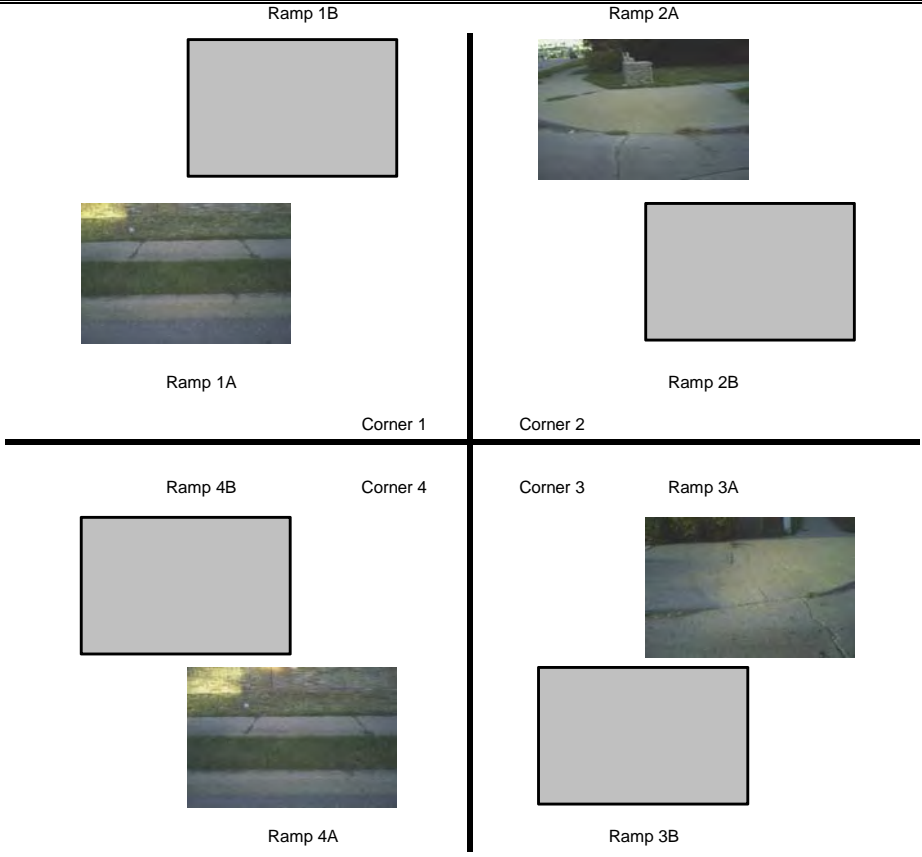 Ramp 1B
Ramp 2A
Ramp 1A
Ramp 2B
Corner 1
Corner 2
Ramp 4B
Corner 4
Corner 3
Ramp 3A
Ramp 4A
Ramp 3B